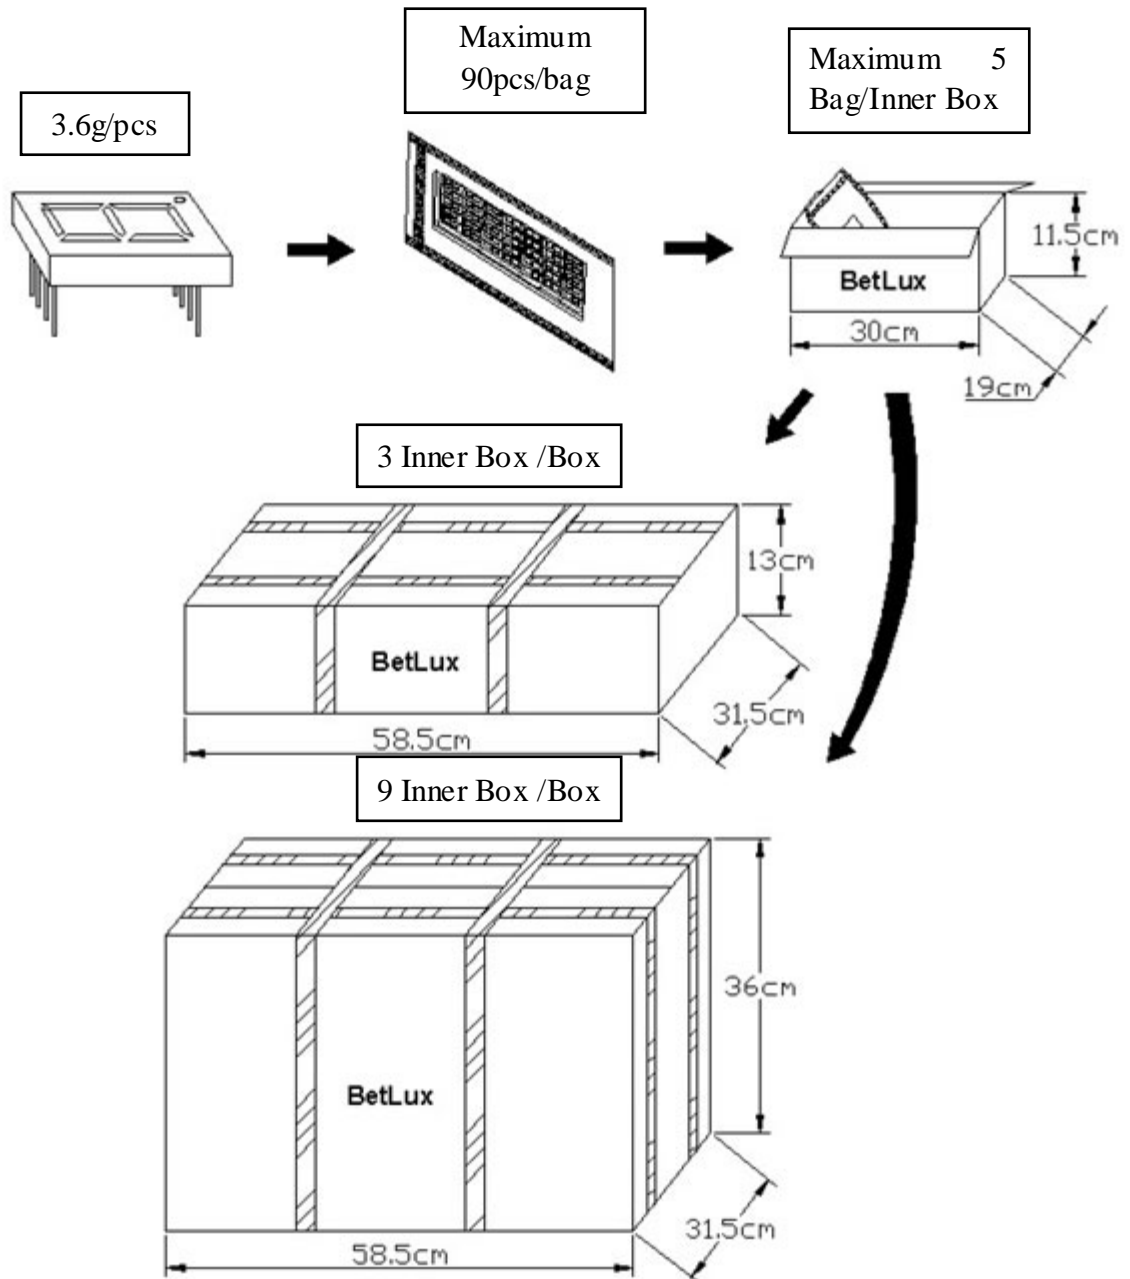 Maximum
90pcs/bag
Maximum 5
Bag/Inner Box
3.6g/pcs
11.5cm
BetLux
30cm
19cm
3 Inner Box /Box
13cm
BetLux
31.5cm
58.5cm
9 Inner Box /Box
36cm
BetLux
31.5cm
58.5cm